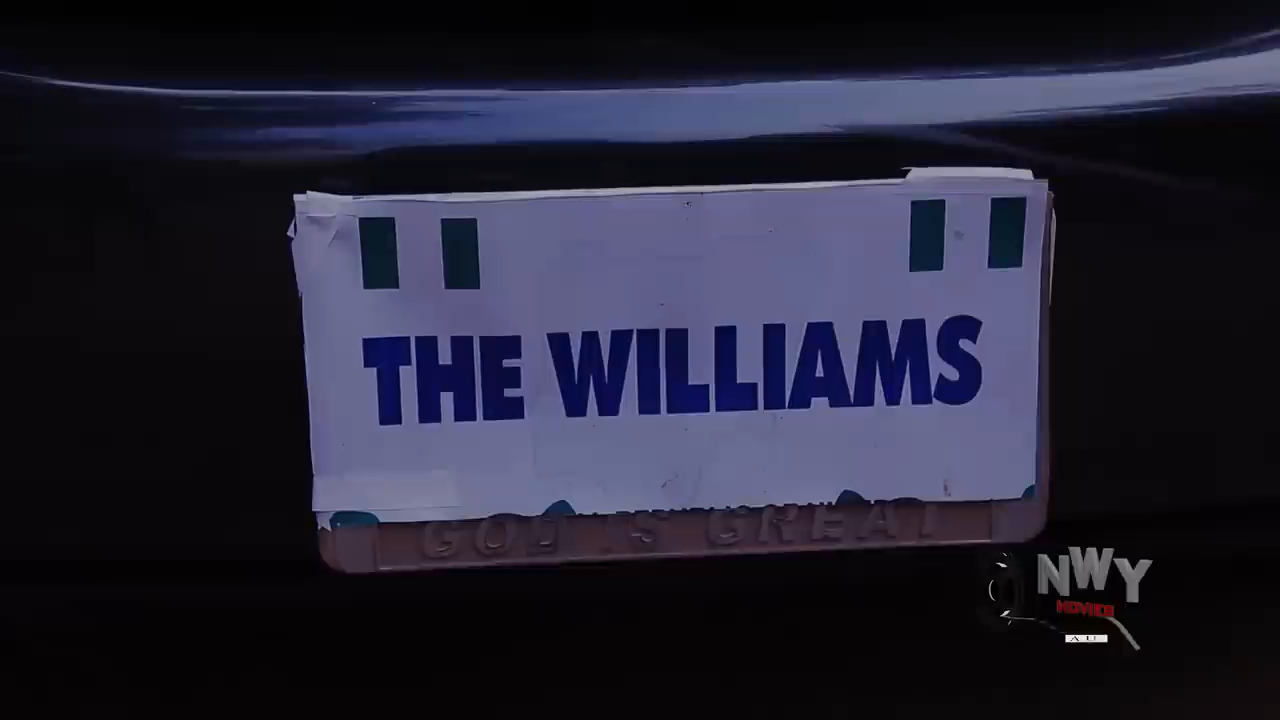 THE WILLIAMS
GOD IS GREAT
NWY
MOVIES
A U